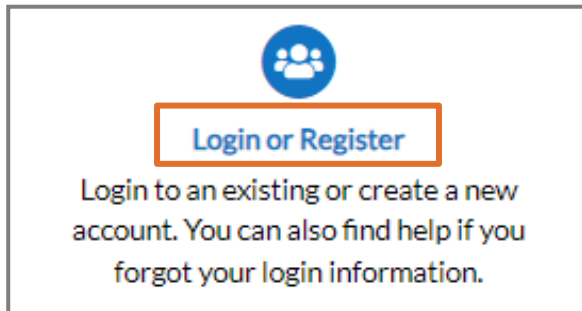 Login or Register
Login to an existing or create a new
account. You can also find help if you
forgot your login information.